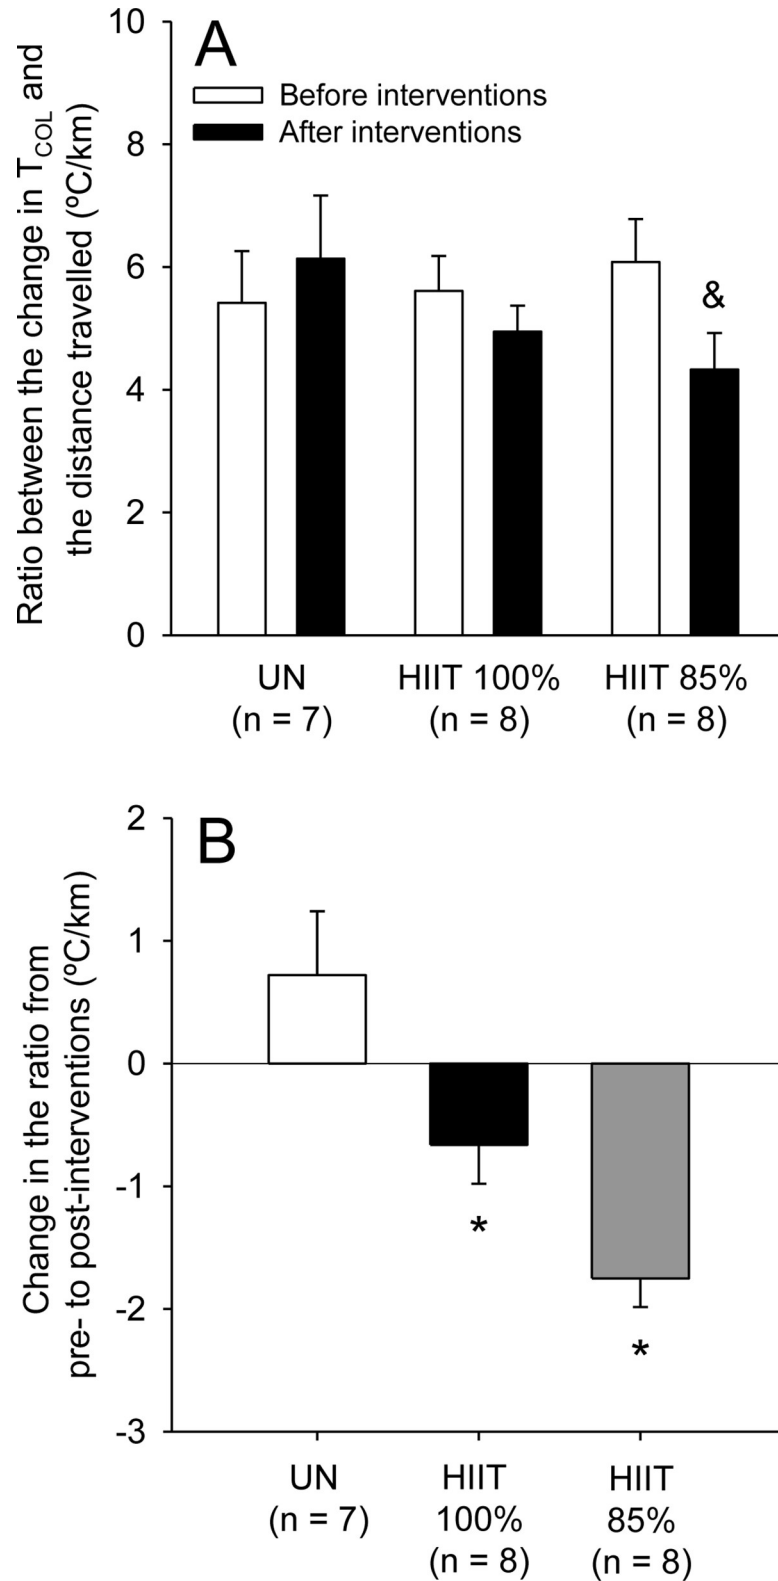 A
Before interventions
After interventions
Ratio between the change in TCOL and
the distance travelled (ºC/km)
10
8
6
4
2
0
&
UN
(n = 7)
HIIT 100%
(n = 8)
HIIT 85%
(n = 8)
B
Change in the ratio from
pre- to post-interventions (ºC/km)
2
1
0
-1
-2
-3
*
*
UN
(n = 7)
HIIT
100%
(n = 8)
HIIT
85%
(n = 8)